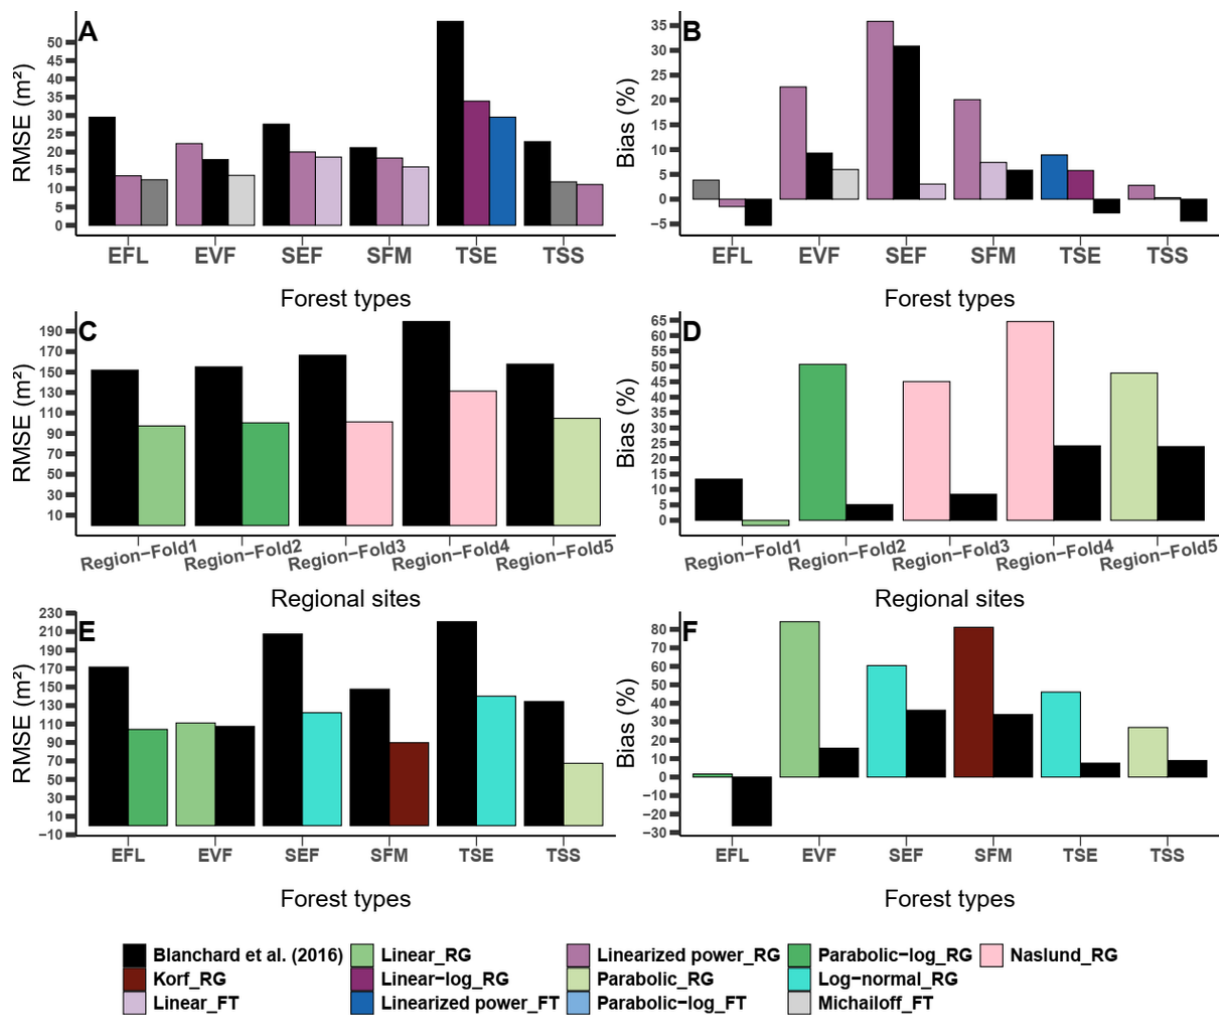 A
RMSE (m²)
50
45
40
35
30
25
20
15
10
5
0
EFL EVF SEF SFM TSE TSS
Forest types
B
Bias (%)
35
30
25
20
15
10
5
0
−5
EFL EVF SEF SFM TSE TSS
Forest types
C
RMSE (m²)
190
170
150
130
110
90
70
50
30
10
Region−Fold1 Region−Fold2 Region−Fold3 Region−Fold4 Region−Fold5
Regional sites
D
Bias (%)
65
60
55
50
45
40
35
30
25
20
15
10
5
0
Region−Fold1 Region−Fold2 Region−Fold3 Region−Fold4 Region−Fold5
Regional sites
E
RMSE (m²)
230
210
190
170
150
130
110
90
70
50
30
10
−10
EFL EVF SEF SFM TSE TSS
Forest types
F
Bias (%)
80
70
60
50
40
30
20
10
0
−10
−20
−30
EFL EVF SEF SFM TSE TSS
Forest types
Blanchard et al. (2016) Linear_RG Linearized power_RG Parabolic−log_RG Naslund_RG
Korf_RG Linear−log_RG Parabolic_RG Log−normal_RG
Linear_FT Linearized power_FT Parabolic−log_FT Michailoff_FT